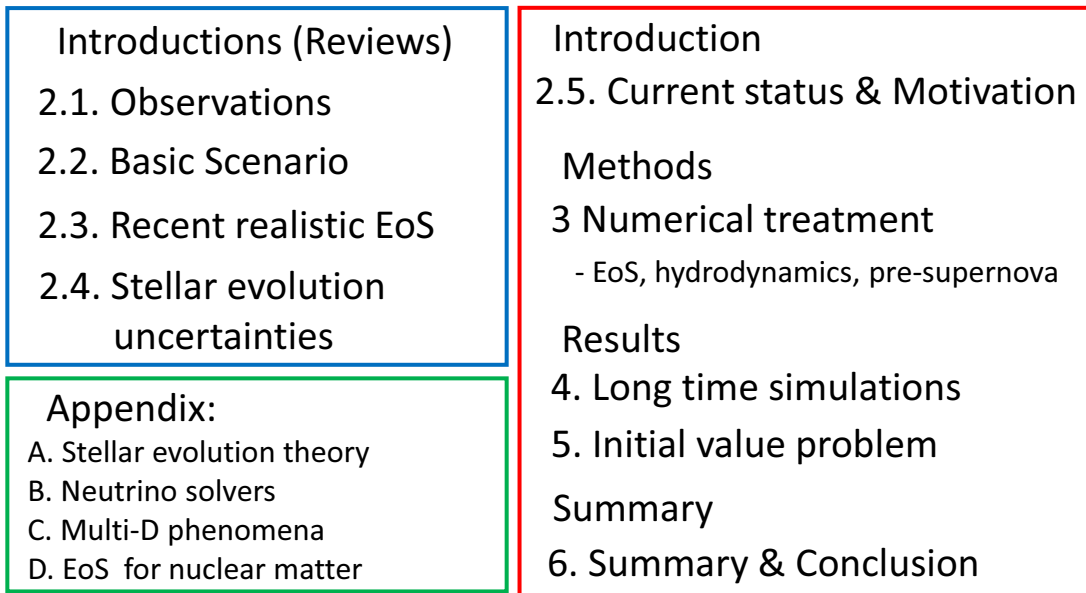 Introductions (Reviews)
2.1. Observations
2.2. Basic Scenario
2.3. Recent realistic EoS
2.4. Stellar evolution
uncertainties
Appendix:
A. Stellar evolution theory
B. Neutrino solvers
C. Multi-D phenomena
D. EoS for nuclear matter
Introduction
2.5. Current status & Motivation
Methods
3 Numerical treatment
- EoS, hydrodynamics, pre-supernova
Results
4. Long time simulations
5. Initial value problem
Summary
6. Summary & Conclusion